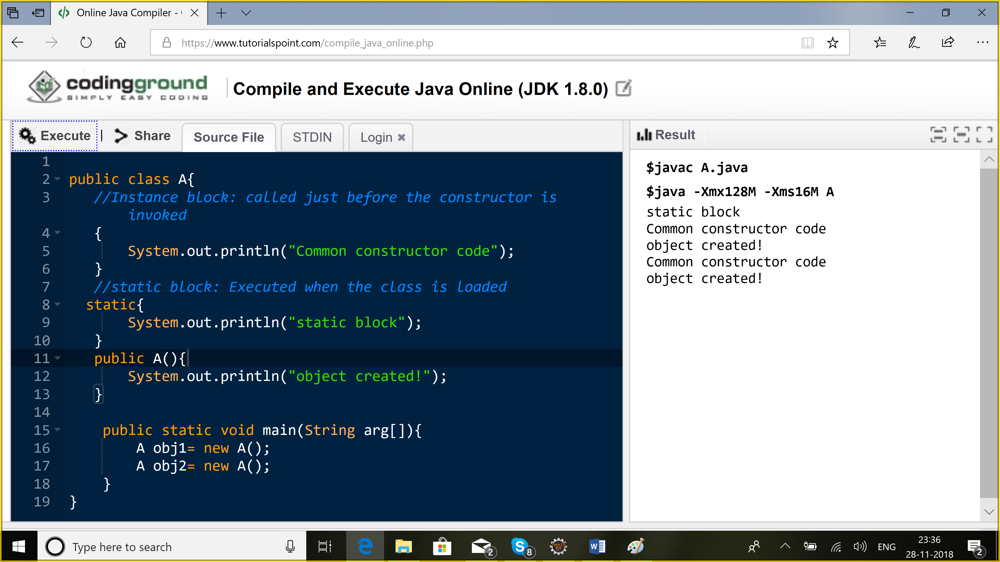 Online Java Compiler -
https://www.tutorialspoint.com/compile_java_online.php
codingground
SIMPLY EASY CODING
Compile and Execute Java Online (JDK 1.8.0)
Execute | Share Source File STDIN Login
Result
1
2 public class A{
3 //Instance block: called just before the constructor is
invoked
4 {
5 System.out.println("Common constructor code");
6 }
7 //static block: Executed when the class is loaded
8 static{
9 System.out.println("static block");
10 }
11 public A(){
12 System.out.println("object created!");
13 }
14
15 public static void main(String arg[]){
16 A obj1= new A();
17 A obj2= new A();
18 }
19 }
$javac A.java
$java -Xmx128M -Xms16M A
static block
Common constructor code
object created!
Common constructor code
object created!
Type here to search
2
S 8
Java EE
IDE
W
ENG
23:36
28-11-2018
2